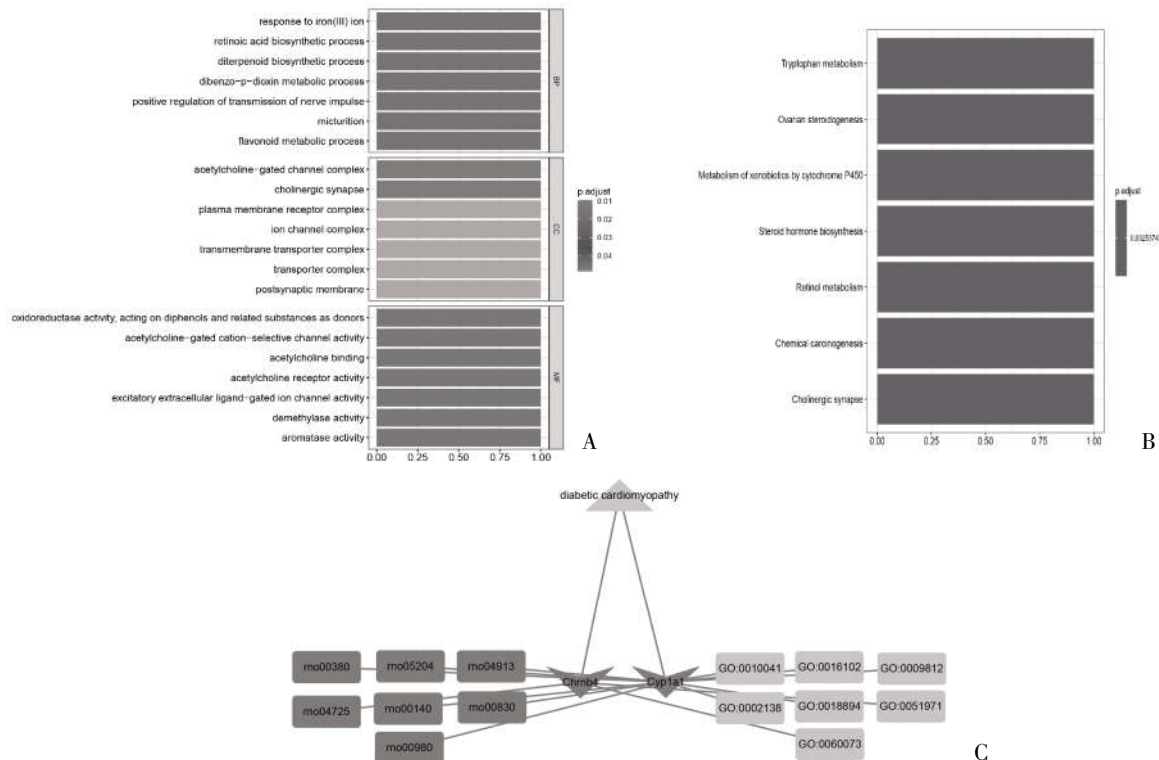 response to iron(III) ion
retinoic acid biosynthetic process
diterpenoid biosynthetic process
dibenzo-p-dioxin metabolic process
positive regulation of transmission of nerve impulse
micturition
flavonoid metabolic process
BP
acetylcholine-gated channel complex
cholinergic synapse
plasma membrane receptor complex
ion channel complex
transmembrane transporter complex
transporter complex
postsynaptic membrane
CC
oxidoreductase activity, acting on diphenols and related substances as donors
acetylcholine-gated cation-selective channel activity
acetylcholine binding
acetylcholine receptor activity
excitatory extracellular ligand-gated ion channel activity
demethylase activity
aromatase activity
MF
0.00 0.25 0.50 0.75 1.00
p.adjust
0.01
0.02
0.03
0.04
A
Tryptophan metabolism
Ovarian steroidogenesis
Metabolism of xenobiotics by cytochrome P450
Steroid hormone biosynthesis
Retinol metabolism
Chemical carcinogenesis
Cholinergic synapse
0.00 0.25 0.50 0.75 1.00
p.adjust
B
diabetic cardiomyopathy
rno00380 rno05204 rno04913 Chrnb4 Cyp1a1 GO:0010041 GO:0016102 GO:0009812
rno04725 rno00140 rno00830 GO:0002138 GO:0018894 GO:0051971
rno00980 GO:0060073
C